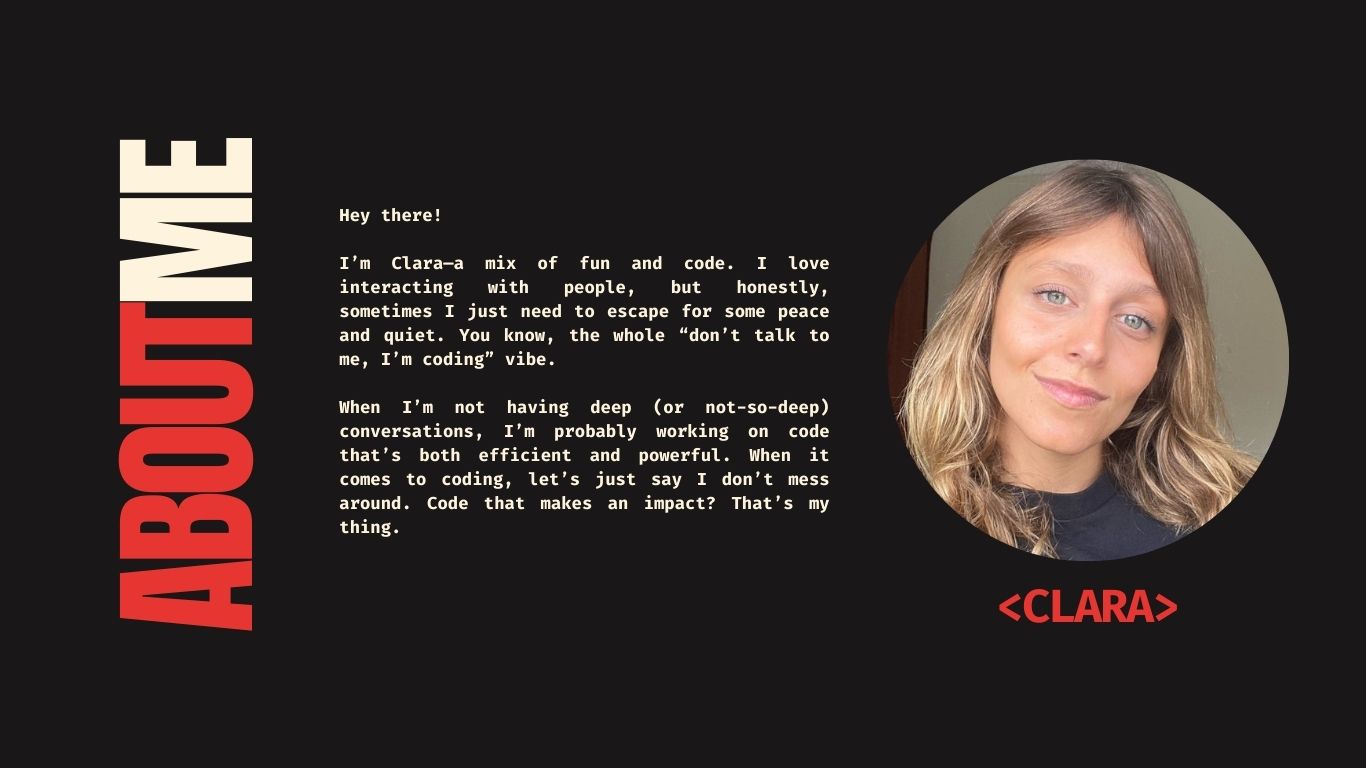 ABOUT ME
Hey there!
I’m Clara—a mix of fun and code. I love
interacting with people, but honestly,
sometimes I just need to escape for some peace
and quiet. You know, the whole “don’t talk to
me, I’m coding” vibe.
When I’m not having deep (or not-so-deep)
conversations, I’m probably working on code
that’s both efficient and powerful. When it
comes to coding, let’s just say I don’t mess
around. Code that makes an impact? That’s my
thing.
<CLARA>